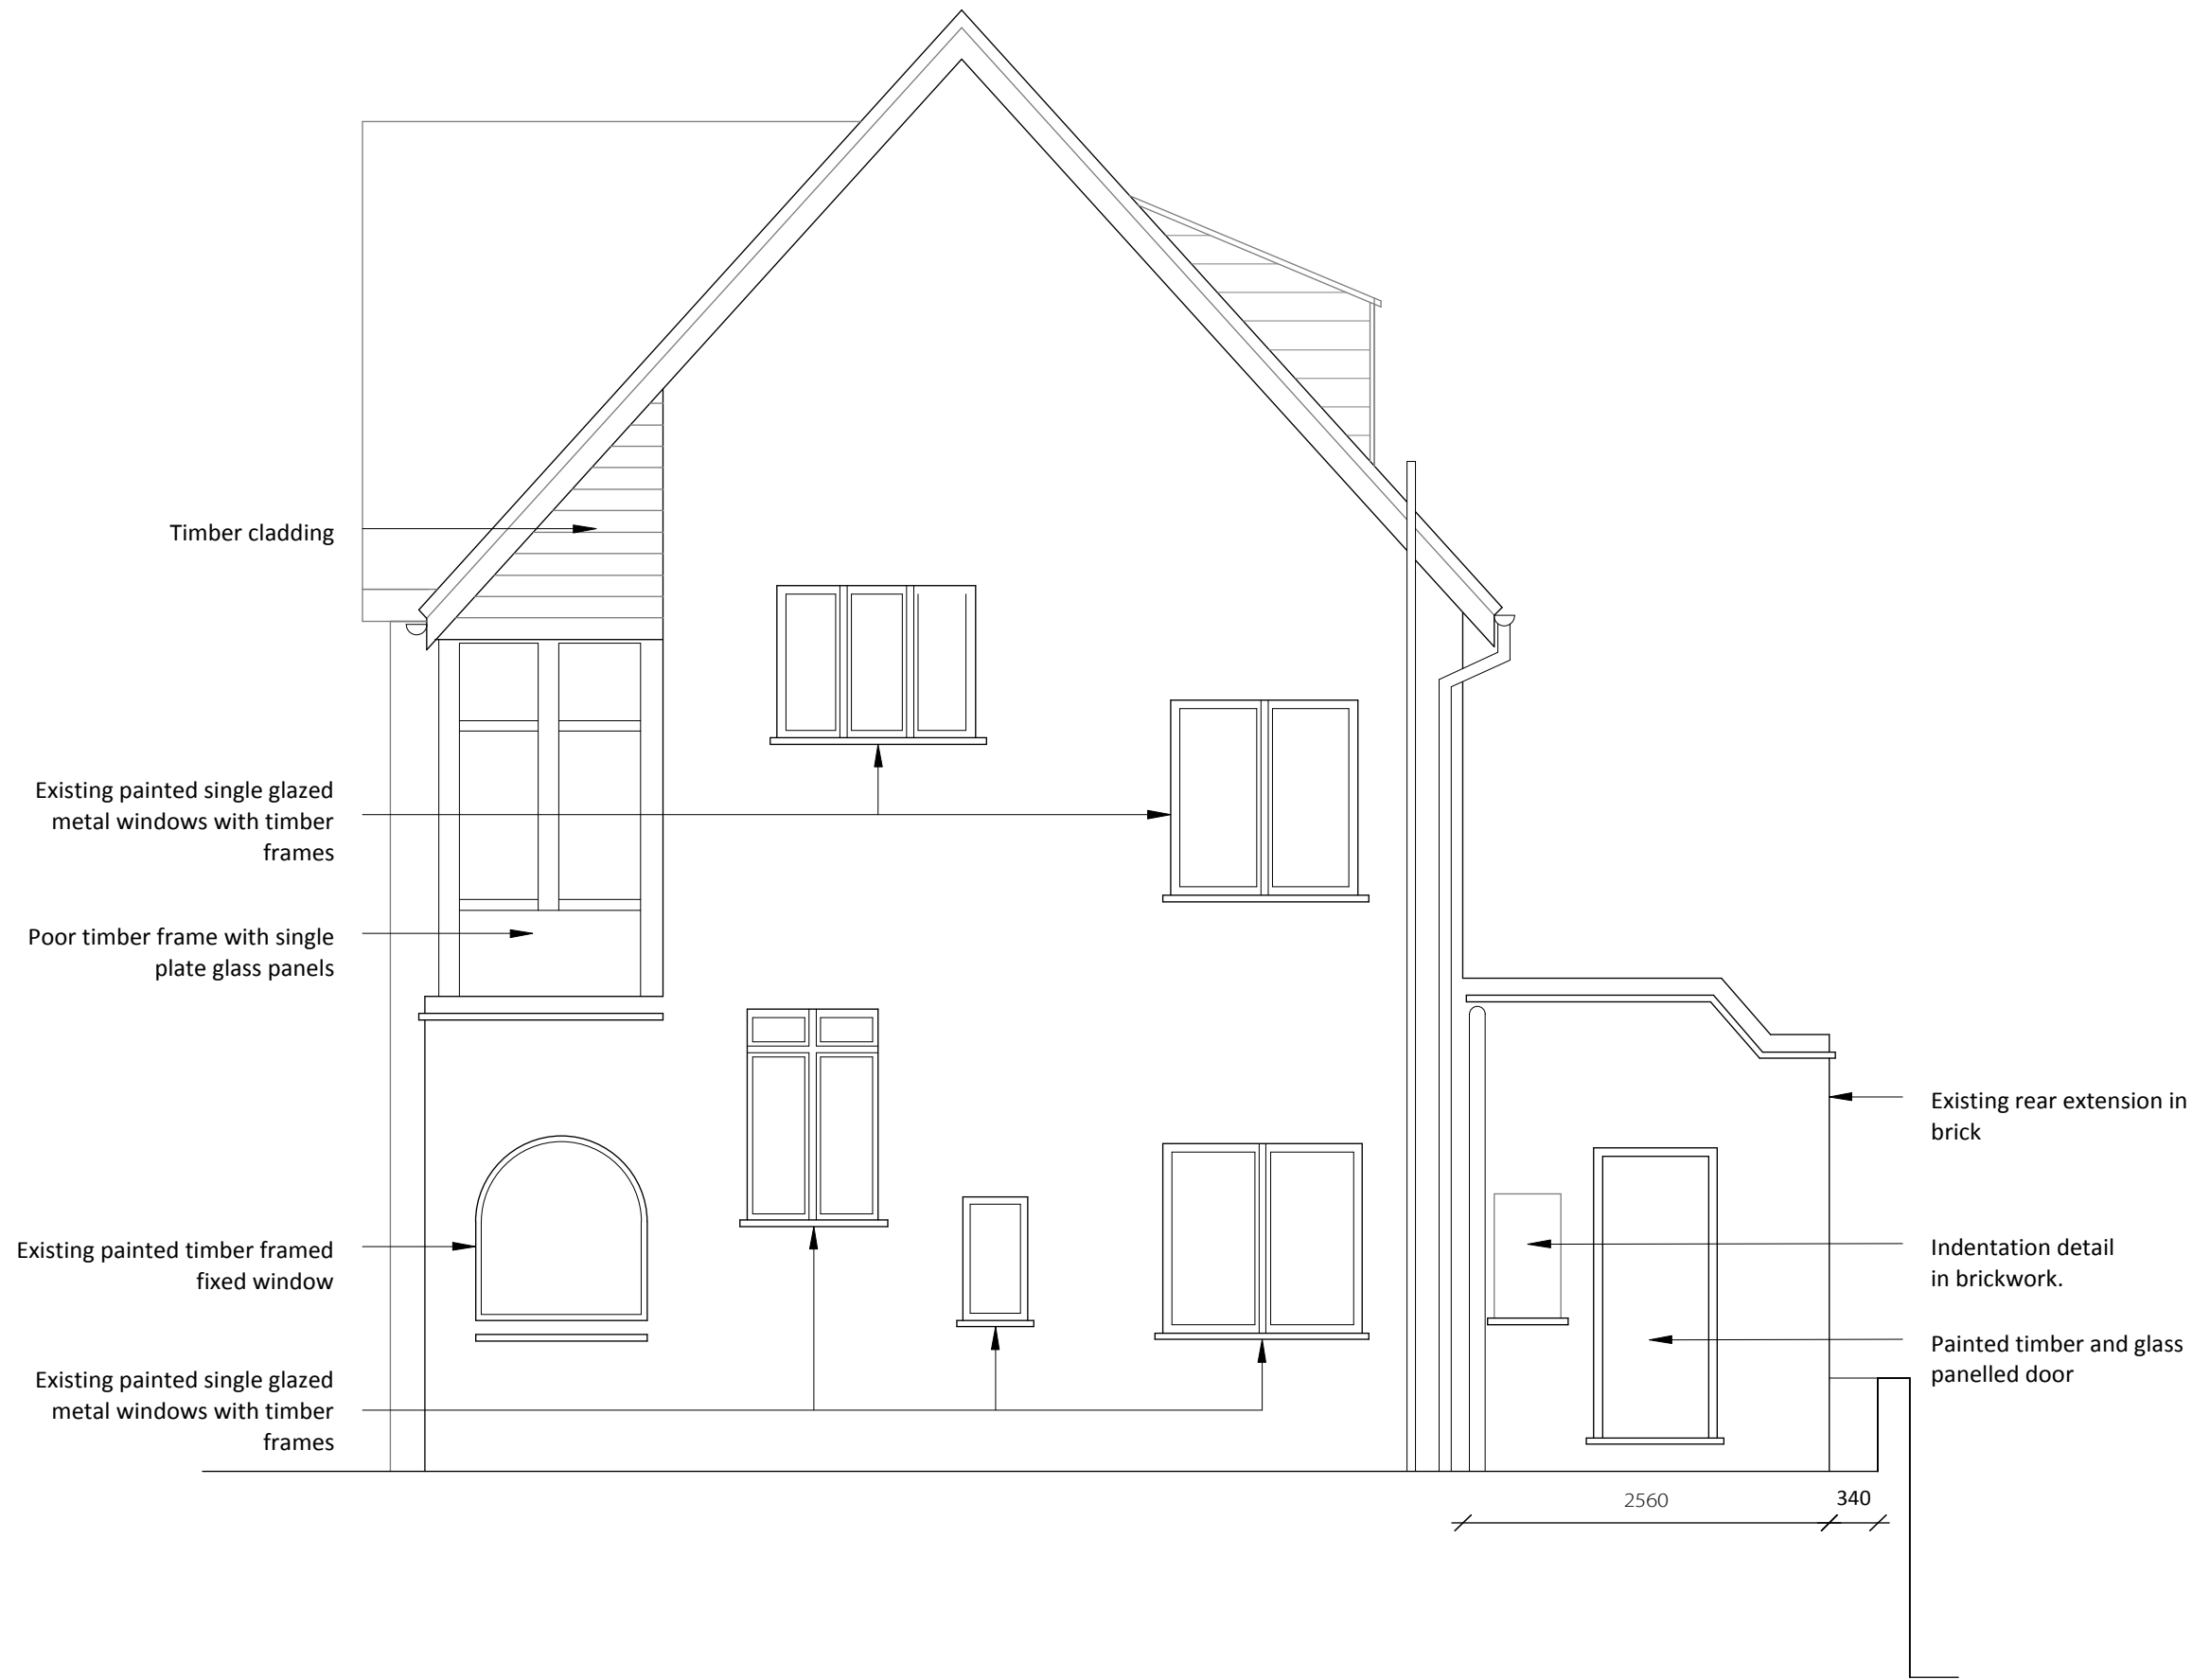 Timber cladding
Existing painted single glazed
metal windows with timber
frames
Poor timber frame with single
plate glass panels
Existing painted timber framed
fixed window
Existing painted single glazed
metal windows with timber
frames
Existing rear extension in
brick
Indentation detail
in brickwork.
Painted timber and glass
panelled door
2560
340